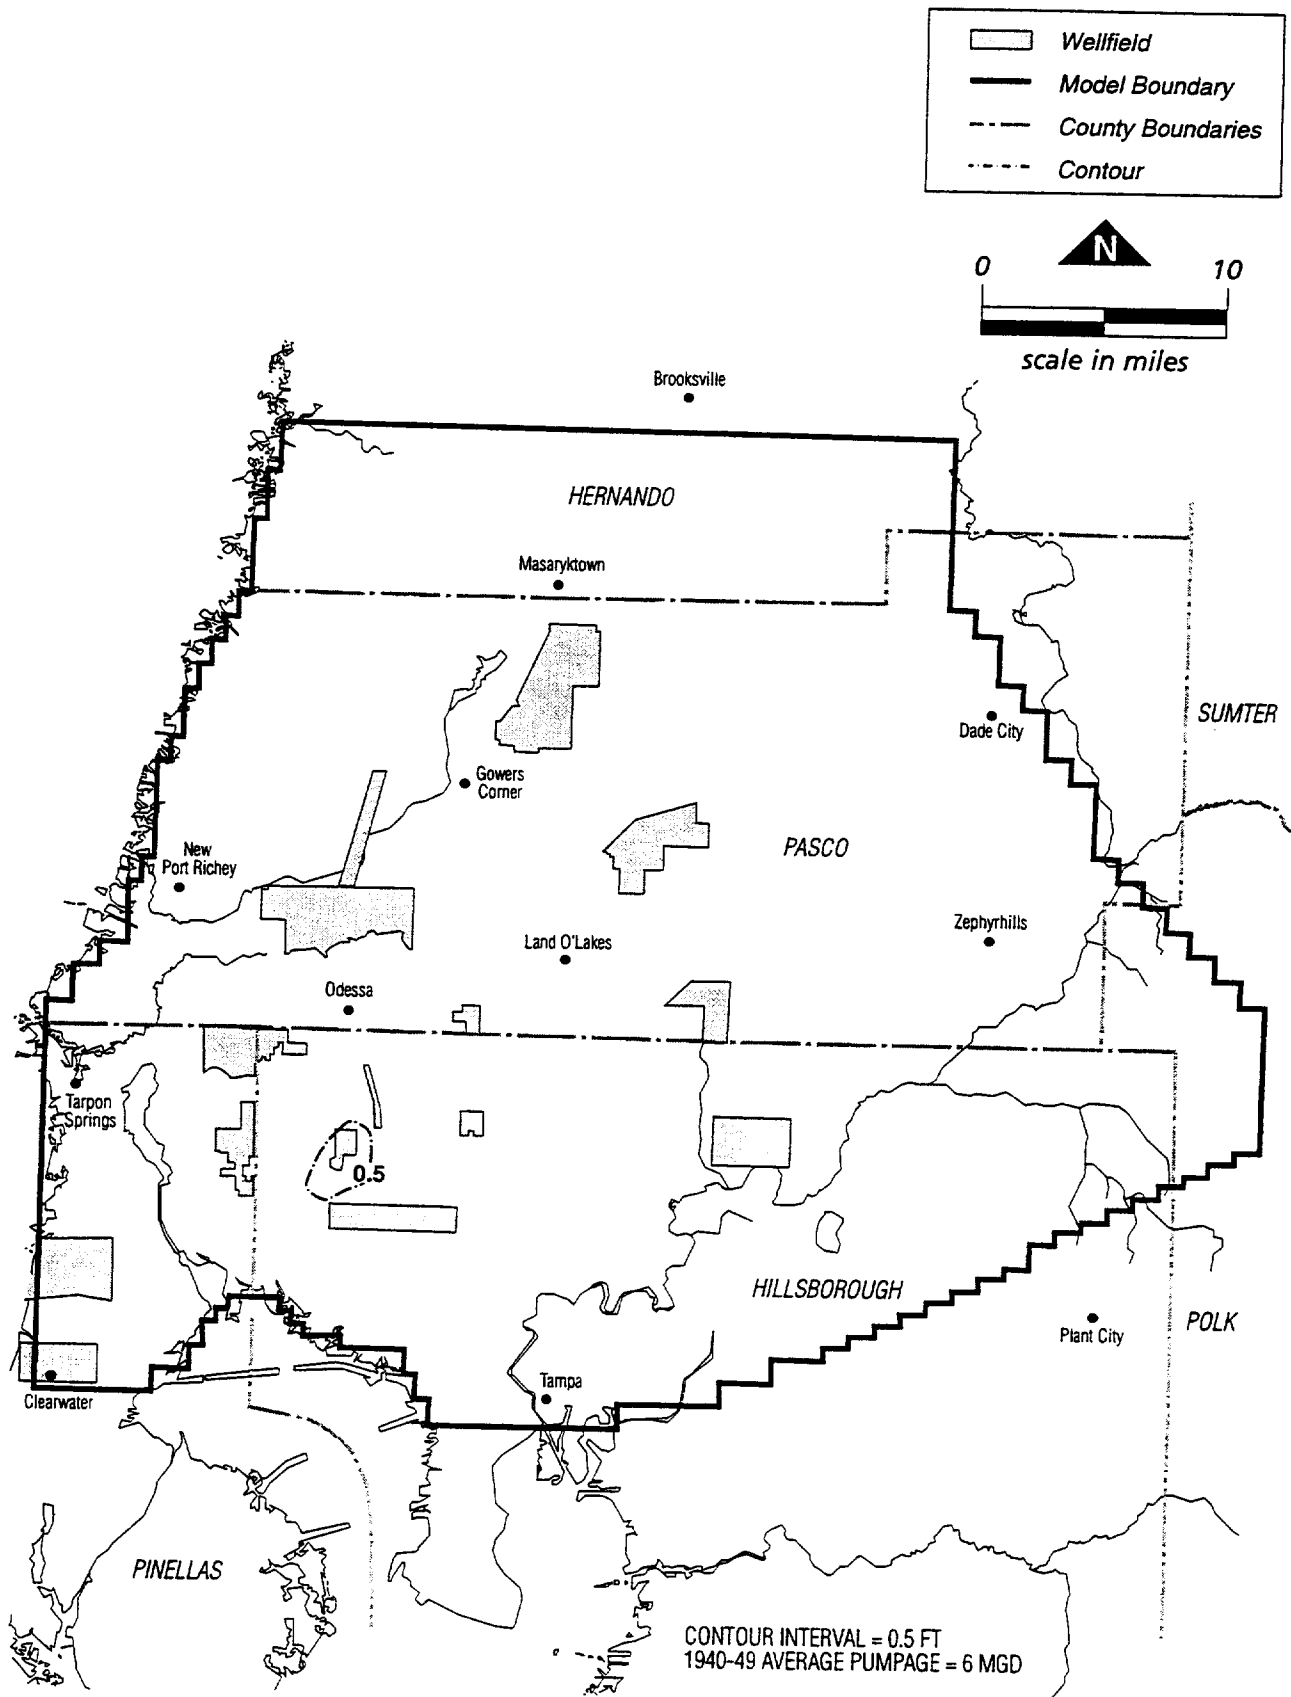 Wellfield
Model Boundary
County Boundaries
Contour
N
0
10
scale in miles
Brooksville
HERNANDO
Masaryktown
SUMTER
Dade City
Gowers
Corner
PASCO
New
Port Richey
Zephyrhills
Land O'Lakes
Odessa
Tarpon
Springs
0.5
HILLSBOROUGH
Plant City
POLK
Tampa
Clearwater
PINELLAS
CONTOUR INTERVAL = 0.5 FT
1940-49 AVERAGE PUMPAGE = 6 MGD